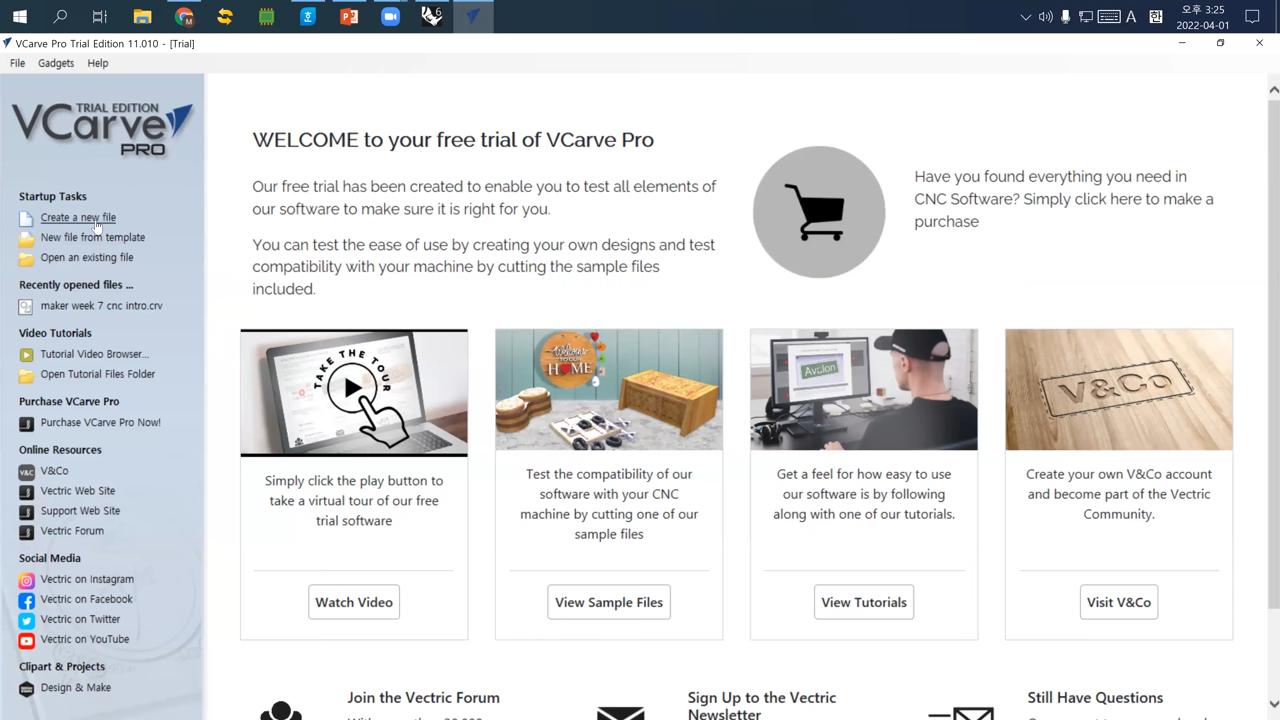 오후 3:25
A
한
2022-04-01
VCarve Pro Trial Edition 11.010 - [Trial]
File
Gadgets
Help
TRIAL EDITION
VCarve
PRO
Startup Tasks
Create a new file
New file from template
Open an existing file
Recently opened files ...
maker week 7 cnc intro.crv
Video Tutorials
Tutorial Video Browser...
Open Tutorial Files Folder
Purchase VCarve Pro
Purchase VCarve Pro Now!
Online Resources
V&Co
Vectric Web Site
Support Web Site
Vectric Forum
Social Media
Vectric on Instagram
Vectric on Facebook
Vectric on Twitter
Vectric on YouTube
Clipart & Projects
Design & Make
WELCOME to your free trial of VCarve Pro
Our free trial has been created to enable you to test all elements of
our software to make sure it is right for you.
You can test the ease of use by creating your own designs and test
compatibility with your machine by cutting the sample files
included.
Have you found everything you need in
CNC Software? Simply click here to make a
purchase
TAKE THE TOUR
Simply click the play button to
take a virtual tour of our free
trial software
Watch Video
Welcome
to our
HOME
Test the compatibility of our
software with your CNC
machine by cutting one of our
sample files
View Sample Files
Avalon
Get a feel for how easy to use
our software is by following
along with one of our tutorials.
View Tutorials
V&Co
Create your own V&Co account
and become part of the Vectric
Community.
Visit V&Co
Join the Vectric Forum
Sign Up to the Vectric
Newsletter
Still Have Questions